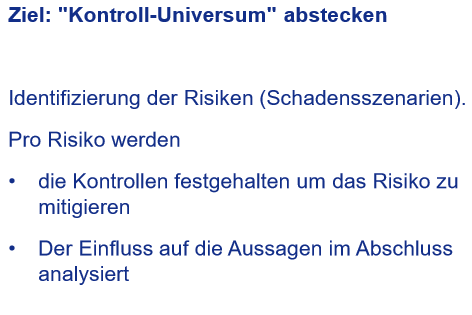 Ziel: "Kontroll-Universum" abstecken
Identifizierung der Risiken (Schadensszenarien).
Pro Risiko werden
• die Kontrollen festgehalten um das Risiko zu
mitigieren
• Der Einfluss auf die Aussagen im Abschluss
analysiert